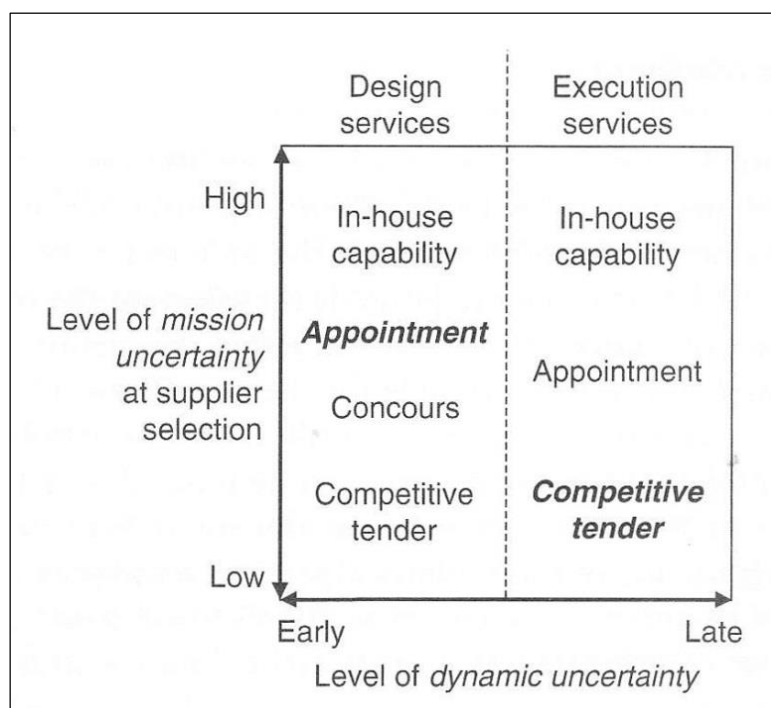 Design
services
Execution
services
High
In-house
capability
In-house
capability
Level of mission
uncertainty
at supplier
selection
Appointment
Appointment
Concours
Competitive
tender
Competitive
tender
Low
Early
Late
Level of dynamic uncertainty